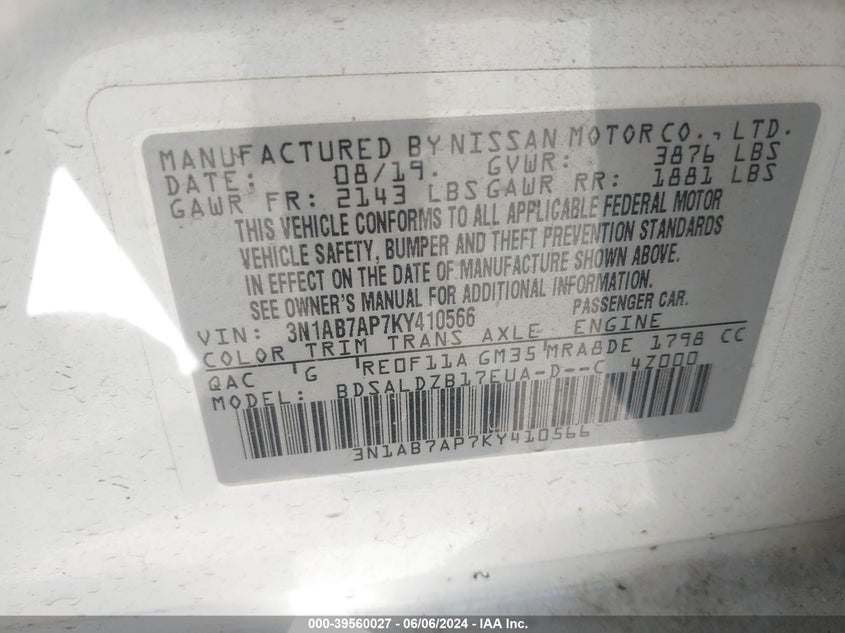 MANUFACTURED BY NISSAN MOTOR CO., LTD.
DATE: 08/19. GVWR: 3876 LBS
GAWR FR: 2143 LBS GAWR RR: 1881 LBS
THIS VEHICLE CONFORMS TO ALL APPLICABLE FEDERAL MOTOR
VEHICLE SAFETY, BUMPER AND THEFT PREVENTION STANDARDS
IN EFFECT ON THE DATE OF MANUFACTURE SHOWN ABOVE.
SEE OWNER'S MANUAL FOR ADDITIONAL INFORMATION.
VIN: 3N1AB7AP7KY410566 PASSENGER CAR.
COLOR TRIM TRANS AXLE ENGINE
QAC G RE0F11A GM35 MRA8DE 1798 CC
MODEL: BDSALDZB17EUA-D--C 4Z000
3N1AB7AP7KY410566
000-39560027 - 06/06/2024 - IAA Inc.